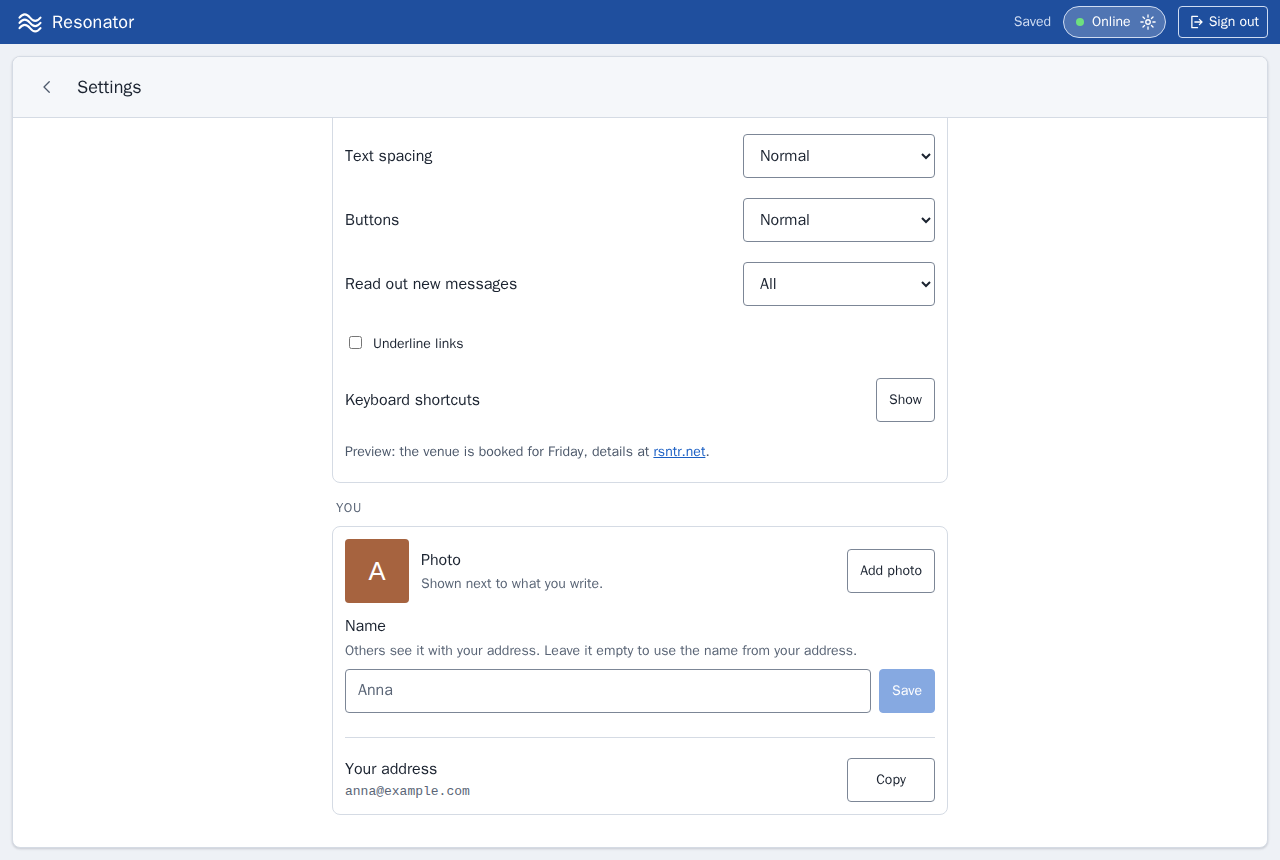 Resonator
Saved
Online
Sign out
Settings
Text spacing
Normal
Buttons
Normal
Read out new messages
All
Underline links
Keyboard shortcuts
Show
Preview: the venue is booked for Friday, details at rsntr.net.
YOU
A
Photo
Shown next to what you write.
Add photo
Name
Others see it with your address. Leave it empty to use the name from your address.
Anna
Save
Your address
anna@example.com
Copy